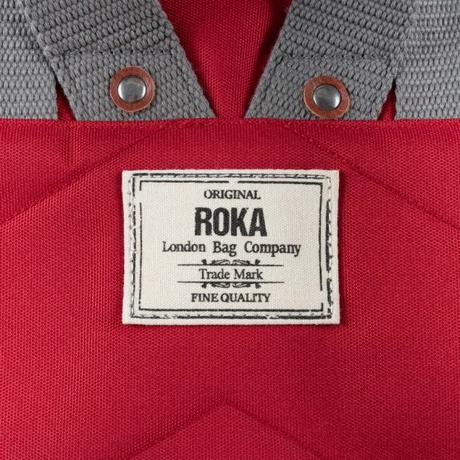 ORIGINAL
ROKA
London Bag Company
Trade Mark
FINE QUALITY